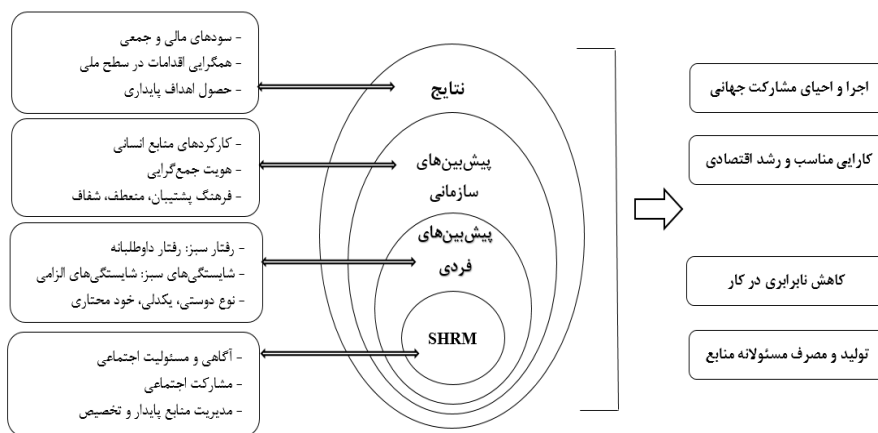 - سودهای مالی و جمعی
- همگرایی اقدامات در سطح ملی
- حصول اهداف پایداری
- کارکردهای منابع انسانی
- هویت جمع‌گرایی
- فرهنگ پشتیبان، منعطف، شفاف
- رفتار سبز: رفتار داوطلبانه
- شایستگی‌های سبز: شایستگی‌های الزامی
- نوع دوستی، یکدلی، خود محتاری
- آگاهی و مسئولیت اجتماعی
- مشارکت اجتماعی
- مدیریت منابع پایدار و تخصیص
نتایج
پیش‌بین‌های
سازمانی
پیش‌بین‌های
فردی
SHRM
اجرا و احیای مشارکت جهانی
کارایی مناسب و رشد اقتصادی
کاهش نابرابری در کار
تولید و مصرف مسئولانه منابع